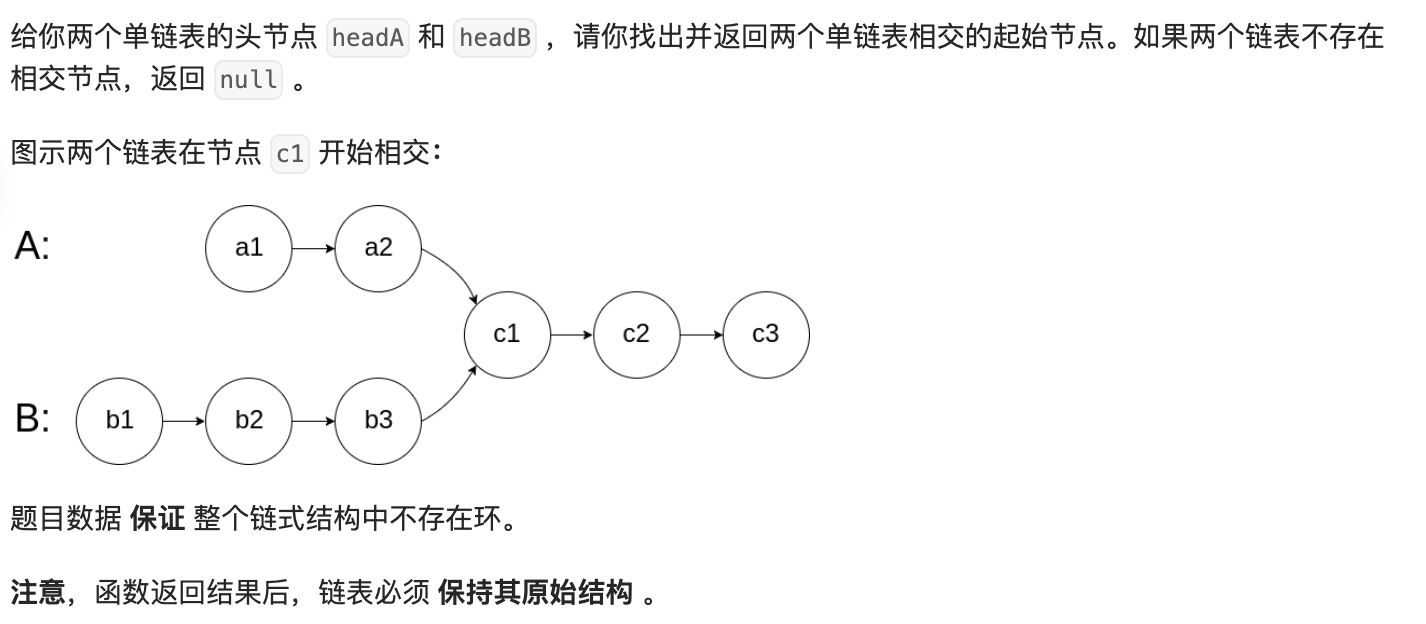 给你两个单链表的头节点 headA 和 headB ，请你找出并返回两个单链表相交的起始节点。如果两个链表不存在
相交节点，返回 null 。
图示两个链表在节点 c1 开始相交：
A: a1 a2
c1 c2 c3
B: b1 b2 b3
题目数据 保证 整个链式结构中不存在环。
注意，函数返回结果后，链表必须 保持其原始结构 。